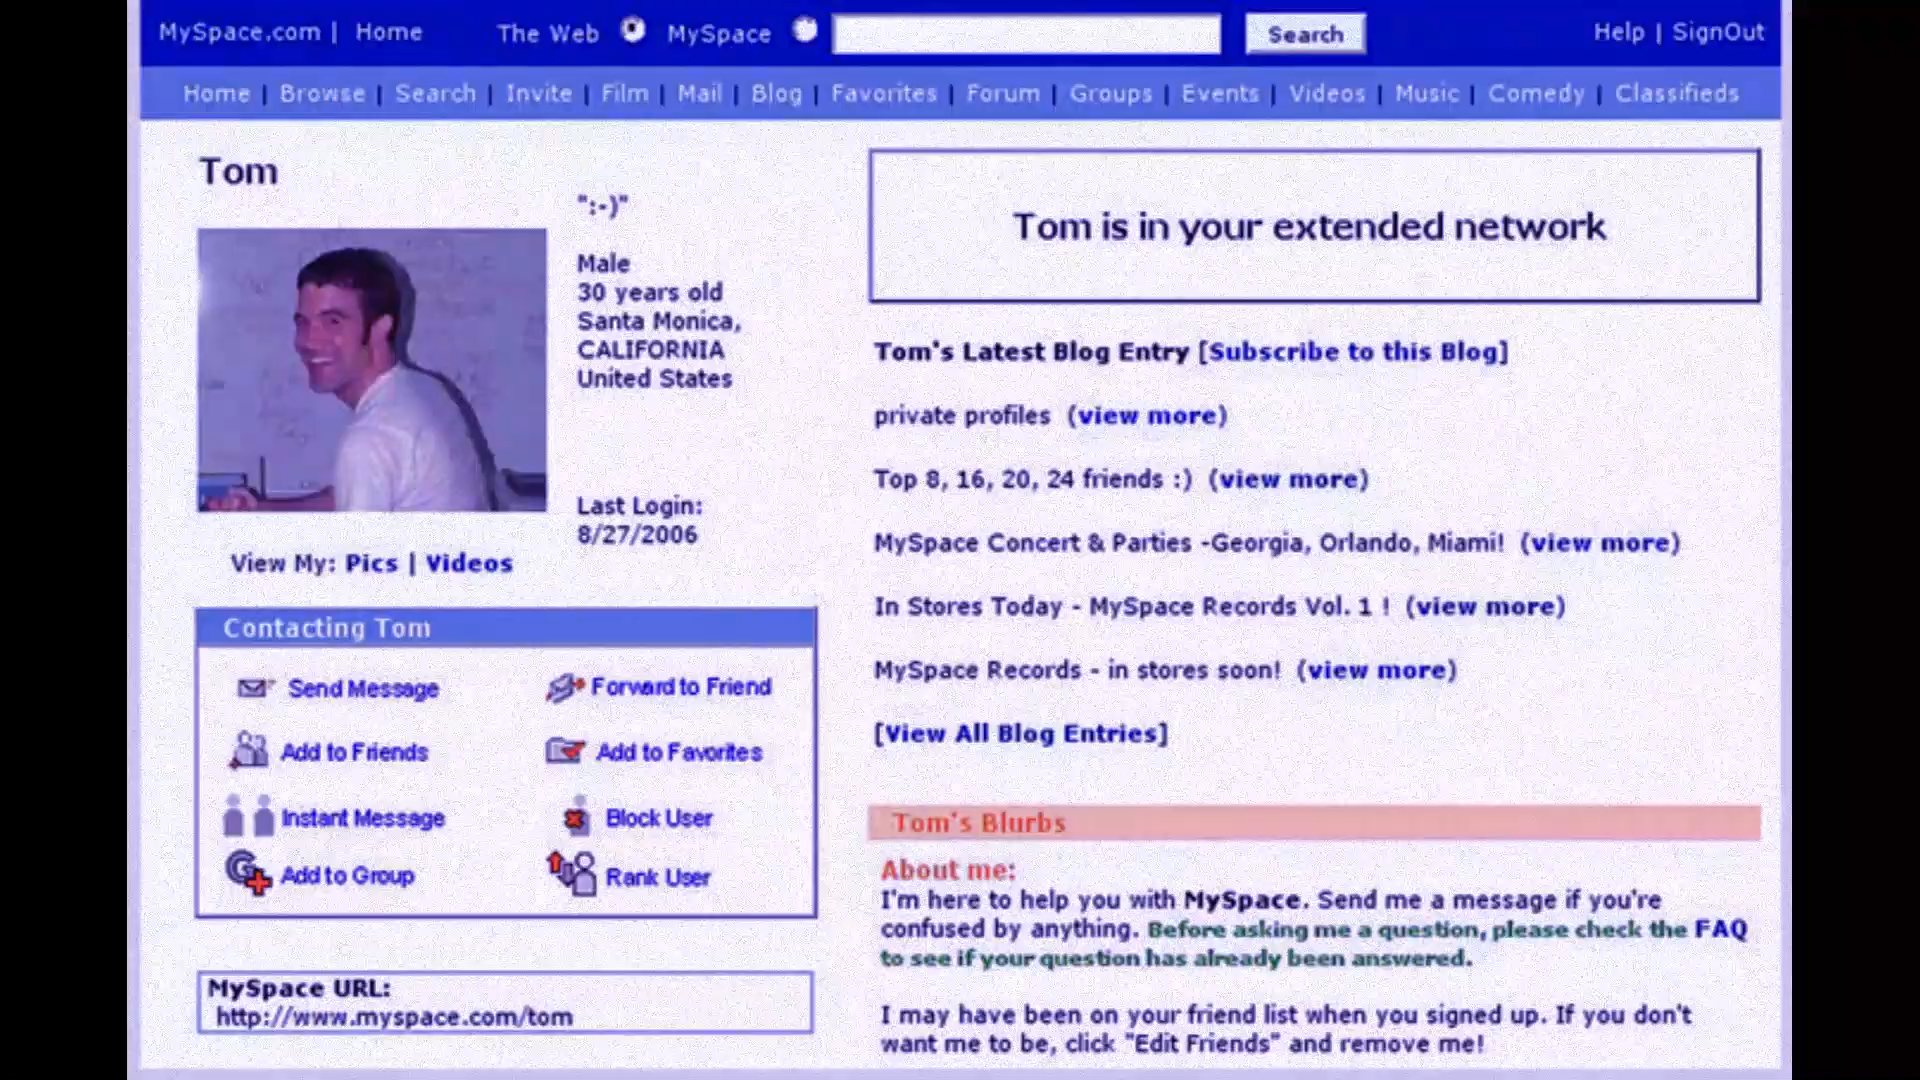 MySpace.com | Home The Web MySpace Search Help | SignOut
Home | Browse | Search | Invite | Film | Mail | Blog | Favorites | Forum | Groups | Events | Videos | Music | Comedy | Classifieds
Tom
":-)"
Male
30 years old
Santa Monica,
CALIFORNIA
United States
Last Login:
8/27/2006
View My: Pics | Videos
Contacting Tom
Send Message
Forward to Friend
Add to Friends
Add to Favorites
Instant Message
Block User
Add to Group
Rank User
MySpace URL:
http://www.myspace.com/tom
Tom is in your extended network
Tom's Latest Blog Entry [Subscribe to this Blog]
private profiles (view more)
Top 8, 16, 20, 24 friends :) (view more)
MySpace Concert & Parties -Georgia, Orlando, Miami! (view more)
In Stores Today - MySpace Records Vol. 1 ! (view more)
MySpace Records - in stores soon! (view more)
[View All Blog Entries]
Tom's Blurbs
About me:
I'm here to help you with MySpace. Send me a message if you're
confused by anything. Before asking me a question, please check the FAQ
to see if your question has already been answered.
I may have been on your friend list when you signed up. If you don't
want me to be, click "Edit Friends" and remove me!